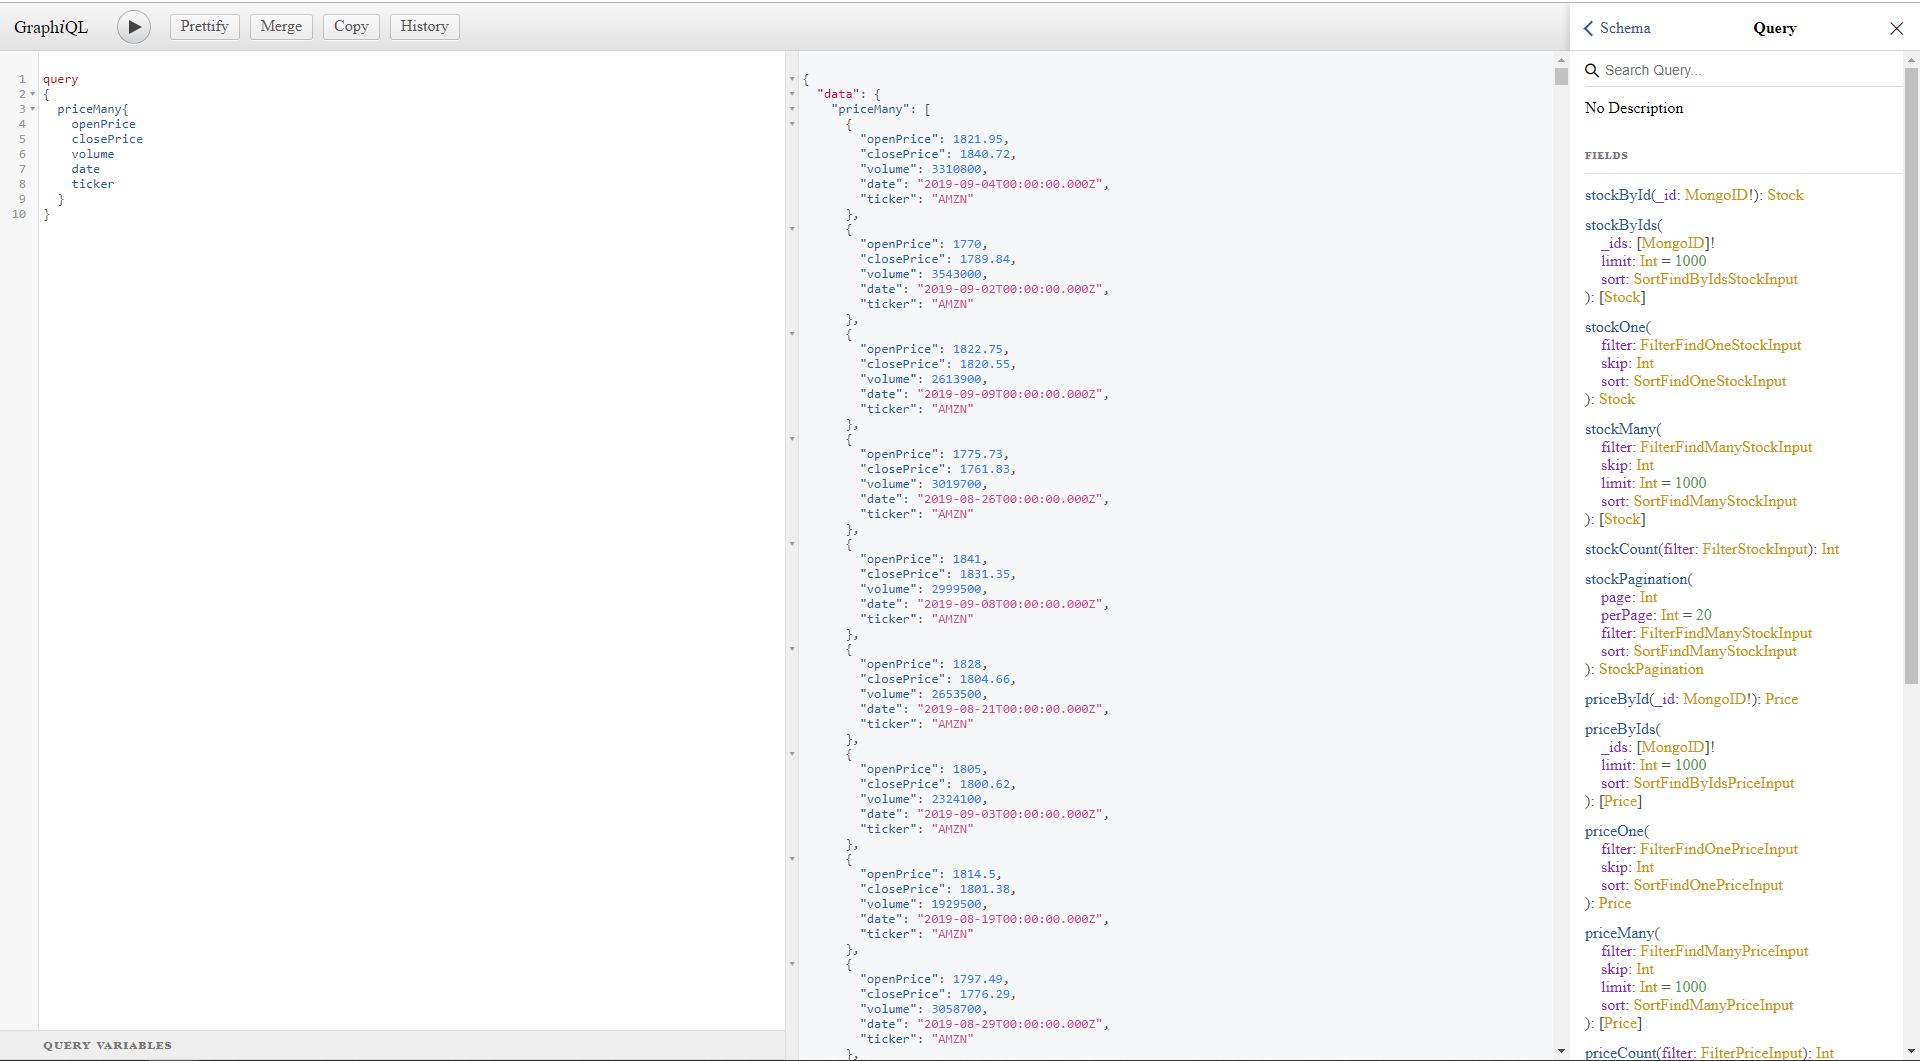 GraphiQL
Prettify
Merge
Copy
History
1 query
2 {
3   priceMany{
4     openPrice
5     closePrice
6     volume
7     date
8     ticker
9   }
10 }
QUERY VARIABLES
{
  "data": {
    "priceMany": [
      {
        "openPrice": 1821.95,
        "closePrice": 1840.72,
        "volume": 3310800,
        "date": "2019-09-04T00:00:00.000Z",
        "ticker": "AMZN"
      },
      {
        "openPrice": 1770,
        "closePrice": 1789.84,
        "volume": 3543000,
        "date": "2019-09-02T00:00:00.000Z",
        "ticker": "AMZN"
      },
      {
        "openPrice": 1822.75,
        "closePrice": 1820.55,
        "volume": 2613900,
        "date": "2019-09-09T00:00:00.000Z",
        "ticker": "AMZN"
      },
      {
        "openPrice": 1775.73,
        "closePrice": 1761.83,
        "volume": 3019700,
        "date": "2019-08-26T00:00:00.000Z",
        "ticker": "AMZN"
      },
      {
        "openPrice": 1841,
        "closePrice": 1831.35,
        "volume": 2999500,
        "date": "2019-09-08T00:00:00.000Z",
        "ticker": "AMZN"
      },
      {
        "openPrice": 1828,
        "closePrice": 1804.66,
        "volume": 2653500,
        "date": "2019-08-21T00:00:00.000Z",
        "ticker": "AMZN"
      },
      {
        "openPrice": 1805,
        "closePrice": 1800.62,
        "volume": 2324100,
        "date": "2019-09-03T00:00:00.000Z",
        "ticker": "AMZN"
      },
      {
        "openPrice": 1814.5,
        "closePrice": 1801.38,
        "volume": 1929500,
        "date": "2019-08-19T00:00:00.000Z",
        "ticker": "AMZN"
      },
      {
        "openPrice": 1797.49,
        "closePrice": 1776.29,
        "volume": 3058700,
        "date": "2019-08-29T00:00:00.000Z",
        "ticker": "AMZN"
      },
Schema
Query
Search Query...
No Description
FIELDS
stockById(_id: MongoID!): Stock
stockByIds(
_ids: [MongoID]!
limit: Int = 1000
sort: SortFindByIdsStockInput
): [Stock]
stockOne(
filter: FilterFindOneStockInput
skip: Int
sort: SortFindOneStockInput
): Stock
stockMany(
filter: FilterFindManyStockInput
skip: Int
limit: Int = 1000
sort: SortFindManyStockInput
): [Stock]
stockCount(filter: FilterStockInput): Int
stockPagination(
page: Int
perPage: Int = 20
filter: FilterFindManyStockInput
sort: SortFindManyStockInput
): StockPagination
priceById(_id: MongoID!): Price
priceByIds(
_ids: [MongoID]!
limit: Int = 1000
sort: SortFindByIdsPriceInput
): [Price]
priceOne(
filter: FilterFindOnePriceInput
skip: Int
sort: SortFindOnePriceInput
): Price
priceMany(
filter: FilterFindManyPriceInput
skip: Int
limit: Int = 1000
sort: SortFindManyPriceInput
): [Price]
priceCount(filter: FilterPriceInput): Int